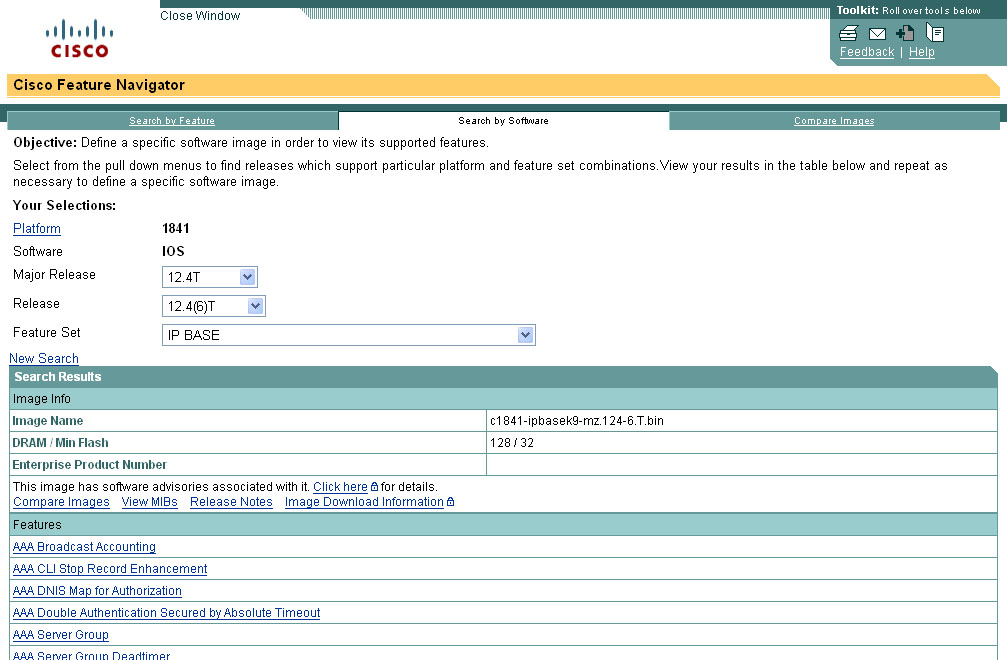 Close Window
Toolkit: Roll over tools below
CISCO
Feedback | Help
Cisco Feature Navigator
Search by Feature Search by Software Compare Images
Objective: Define a specific software image in order to view its supported features.
Select from the pull down menus to find releases which support particular platform and feature set combinations.View your results in the table below and repeat as
necessary to define a specific software image.
Your Selections:
Platform 1841
Software IOS
Major Release 12.4T
Release 12.4(6)T
Feature Set IP BASE
New Search
Search Results
Image Info
Image Name c1841-ipbasek9-mz.124-6.T.bin
DRAM / Min Flash 128 / 32
Enterprise Product Number
This image has software advisories associated with it. Click here for details.
Compare Images View MIBs Release Notes Image Download Information
Features
AAA Broadcast Accounting
AAA CLI Stop Record Enhancement
AAA DNIS Map for Authorization
AAA Double Authentication Secured by Absolute Timeout
AAA Server Group
AAA Server Group Deadtimer